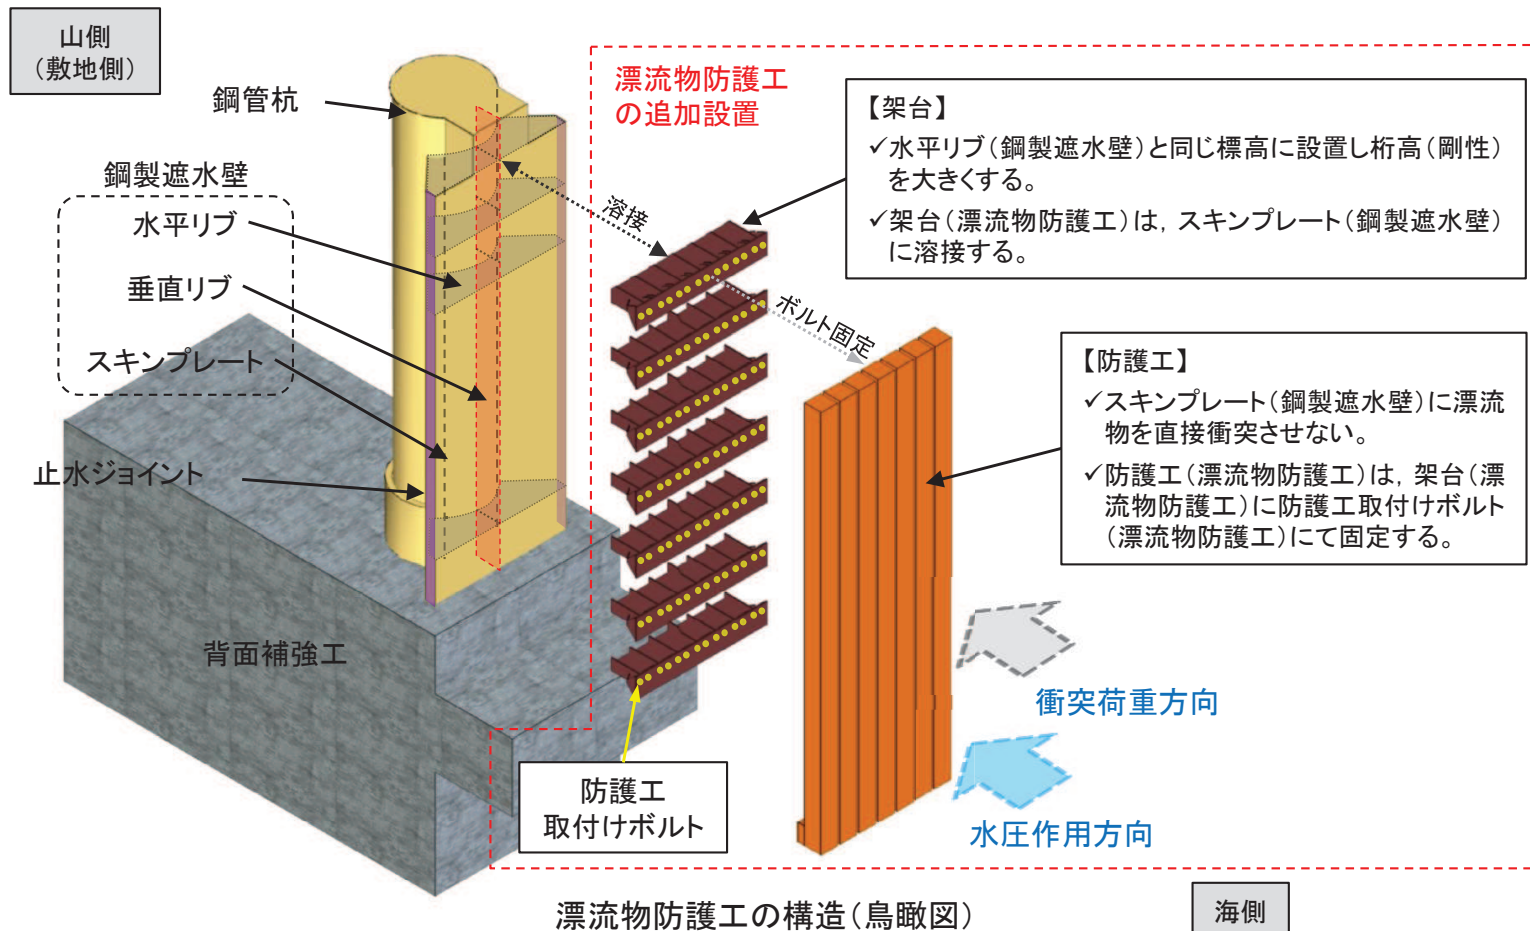 山側
（敷地側）
鋼管杭
鋼製遮水壁
水平リブ
垂直リブ
スキンプレート
止水ジョイント
背面補強工
漂流物防護工
の追加設置
溶接
ボルト固定
【架台】
✓水平リブ（鋼製遮水壁）と同じ標高に設置し桁高（剛性）
を大きくする。
✓架台（漂流物防護工）は，スキンプレート（鋼製遮水壁）
に溶接する。
【防護工】
✓スキンプレート（鋼製遮水壁）に漂流
物を直接衝突させない。
✓防護工（漂流物防護工）は，架台（漂
流物防護工）に防護工取付けボルト
（漂流物防護工）にて固定する。
衝突荷重方向
水圧作用方向
防護工
取付けボルト
漂流物防護工の構造（鳥瞰図）
海側